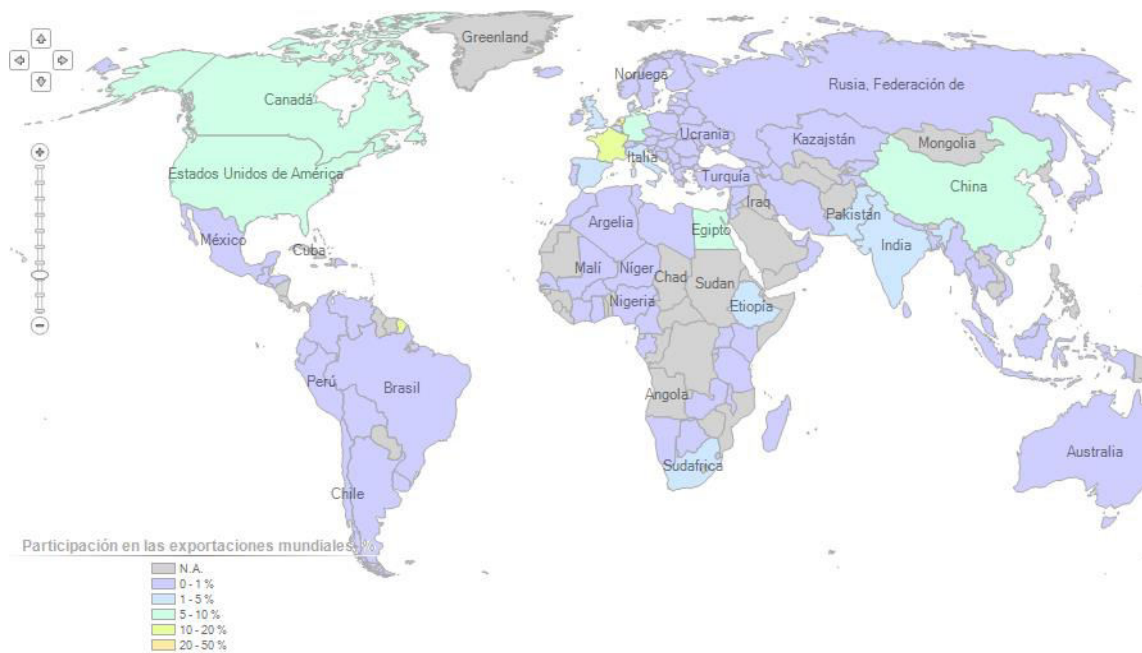 Greenland
Noruega
Rusia, Federación de
Canadá
Ucrania
Kazajstán
Mongolia
Italia
Estados Unidos de América
Turquía
China
Iraq
Pakistán
Argelia
Egipto
México
India
Cuba
Malí
Níger
Chad
Sudan
Nigeria
Etiopía
Perú
Brasil
Angola
Australia
Sudafrica
Chile
Participación en las exportaciones mundiales, %
N.A.
0 - 1 %
1 - 5 %
5 - 10 %
10 - 20 %
20 - 50 %